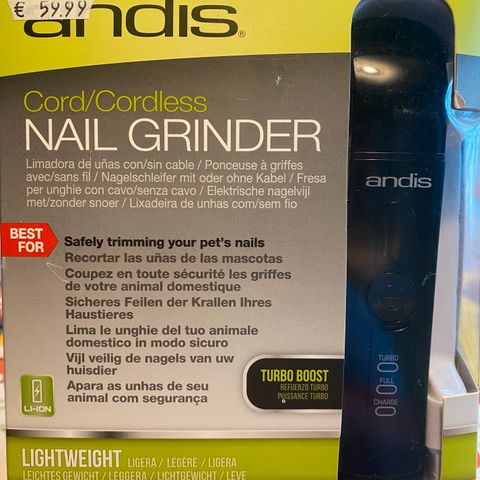 € 59.99
andis®
Cord/Cordless
NAIL GRINDER
Limadora de uñas con/sin cable / Ponceuse à griffes
avec/sans fil / Nagelschleifer mit oder ohne Kabel / Fresa
per unghie con cavo/senza cavo / Elektrische nagelvijl
met/zonder snoer / Lixadeira de unhas com/sem fio
BEST
FOR
Safely trimming your pet's nails
Recortar las uñas de las mascotas
Coupez en toute sécurité les griffes
de votre animal domestique
Sicheres Feilen der Krallen Ihres
Haustieres
Lima le unghie del tuo animale
domestico in modo sicuro
Vijl veilig de nagels van uw
huisdier
Apara as unhas de seu
animal com segurança
LI-ION
TURBO BOOST
REFUERZO TURBO
PUISSANCE TURBO
andis
TURBO
FULL
CHARGE
LIGHTWEIGHT LIGERA / LÉGÈRE / LIGERA
LEICHTES GEWICHT / LEGGERA / LICHTGEWICHT / LEVE